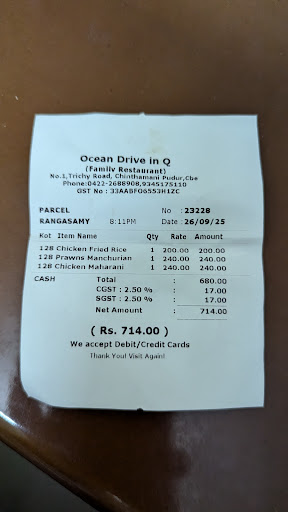 Ocean Drive in Q
(Family Restaurant)
No.1,Trichy Road, Chinthamani Pudur,Cbe
Phone:0422-2688908,9345175110
GST No : 33AABFO6553H1ZC
PARCEL No :23228
RANGASAMY 8:11PM Date :26/09/25
Kot Item Name Qty Rate Amount
128 Chicken Fried Rice 1 200.00 200.00
128 Prawns Manchurian 1 240.00 240.00
128 Chicken Maharani 1 240.00 240.00
CASH Total : 680.00
CGST : 2.50 % : 17.00
SGST : 2.50 % : 17.00
Net Amount : 714.00
( Rs. 714.00 )
We accept Debit/Credit Cards
Thank You! Visit Again!